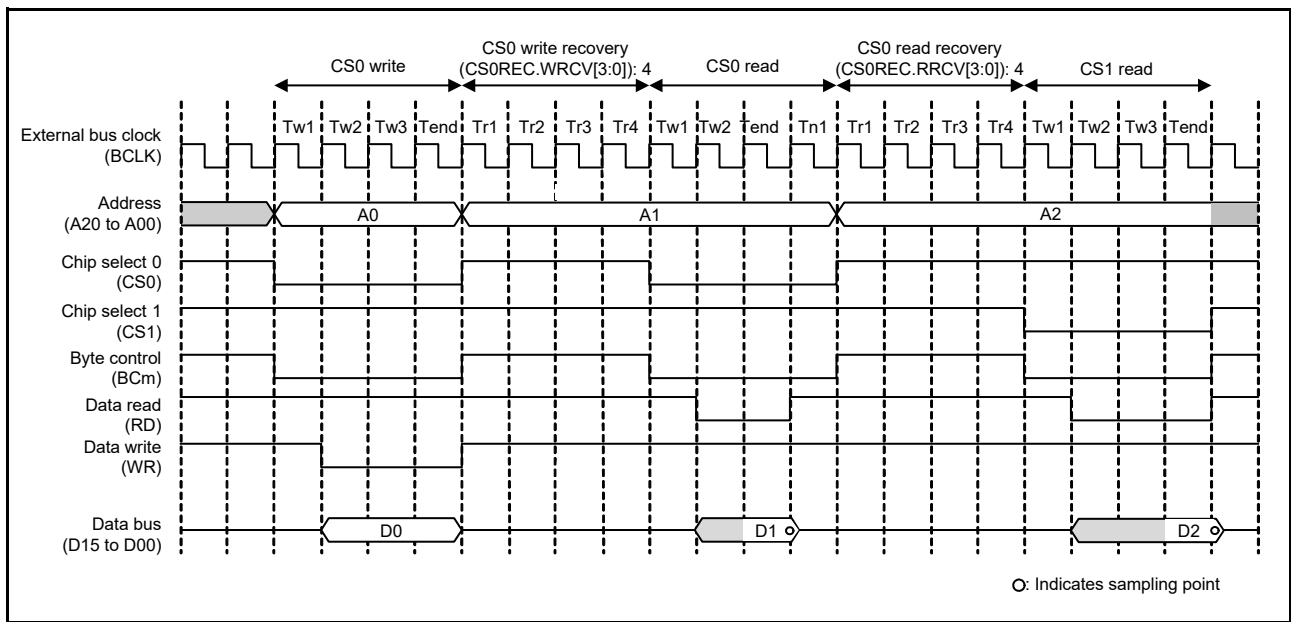 CS0 write
CS0 write recovery
(CS0REC.WRCV[3:0]): 4
CS0 read
CS0 read recovery
(CS0REC.RRCV[3:0]): 4
CS1 read
Tw1 Tw2 Tw3 Tend Tr1 Tr2 Tr3 Tr4 Tw1 Tw2 Tend Tn1 Tr1 Tr2 Tr3 Tr4 Tw1 Tw2 Tw3 Tend
External bus clock
(BCLK)
Address
(A20 to A00)
A0 A1 A2
Chip select 0
(CS0)
Chip select 1
(CS1)
Byte control
(BCm)
Data read
(RD)
Data write
(WR)
Data bus
(D15 to D00)
D0 D1 D2
O: Indicates sampling point